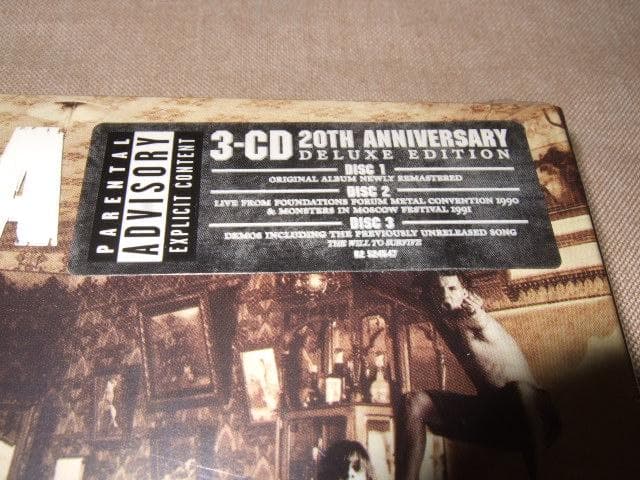 A
PARENTAL
ADVISORY
EXPLICIT CONTENT
3-CD 20TH ANNIVERSARY
DELUXE EDITION
DISC 1
ORIGINAL ALBUM NEWLY REMASTERED
DISC 2
LIVE FROM FOUNDATIONS FORUM METAL CONVENTION 1990
& MONSTERS IN MOSCOW FESTIVAL 1991
DISC 3
DEMOS INCLUDING THE PREVIOUSLY UNRELEASED SONG
THE WILL TO SURVIVE
R2 524547